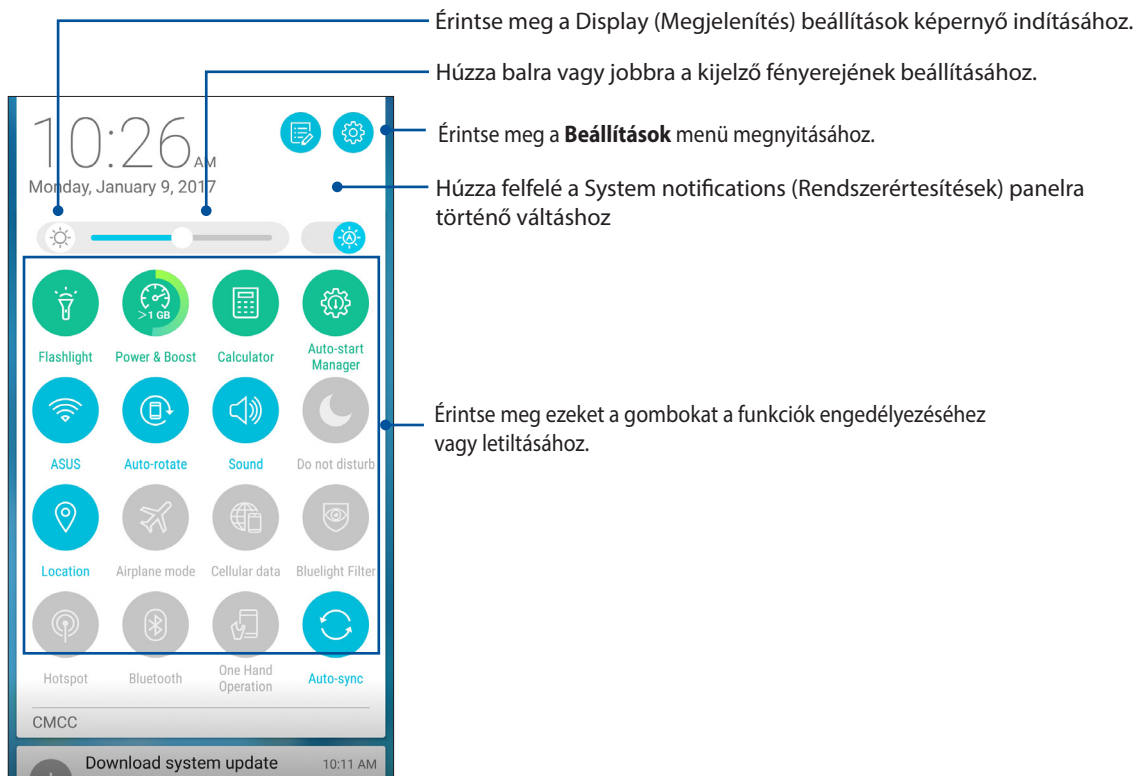 Érintse meg a Display (Megjelenítés) beállítások képernyő indításához.
Húzza balra vagy jobbra a kijelző fényerejének beállításához.
Érintse meg a Beállítások menü megnyitásához.
Húzza felfelé a System notifications (Rendszerértesítések) panelra
történő váltáshoz
10:26 AM
Monday, January 9, 2017
A
>1 GB
Flashlight Power & Boost Calculator Auto-start
Manager
Érintse meg ezeket a gombokat a funkciók engedélyezéséhez
vagy letiltásához.
ASUS Auto-rotate Sound Do not disturb
Location Airplane mode Cellular data Bluelight Filter
Hotspot Bluetooth One Hand
Operation Auto-sync
CMCC
Download system update 10:11 AM